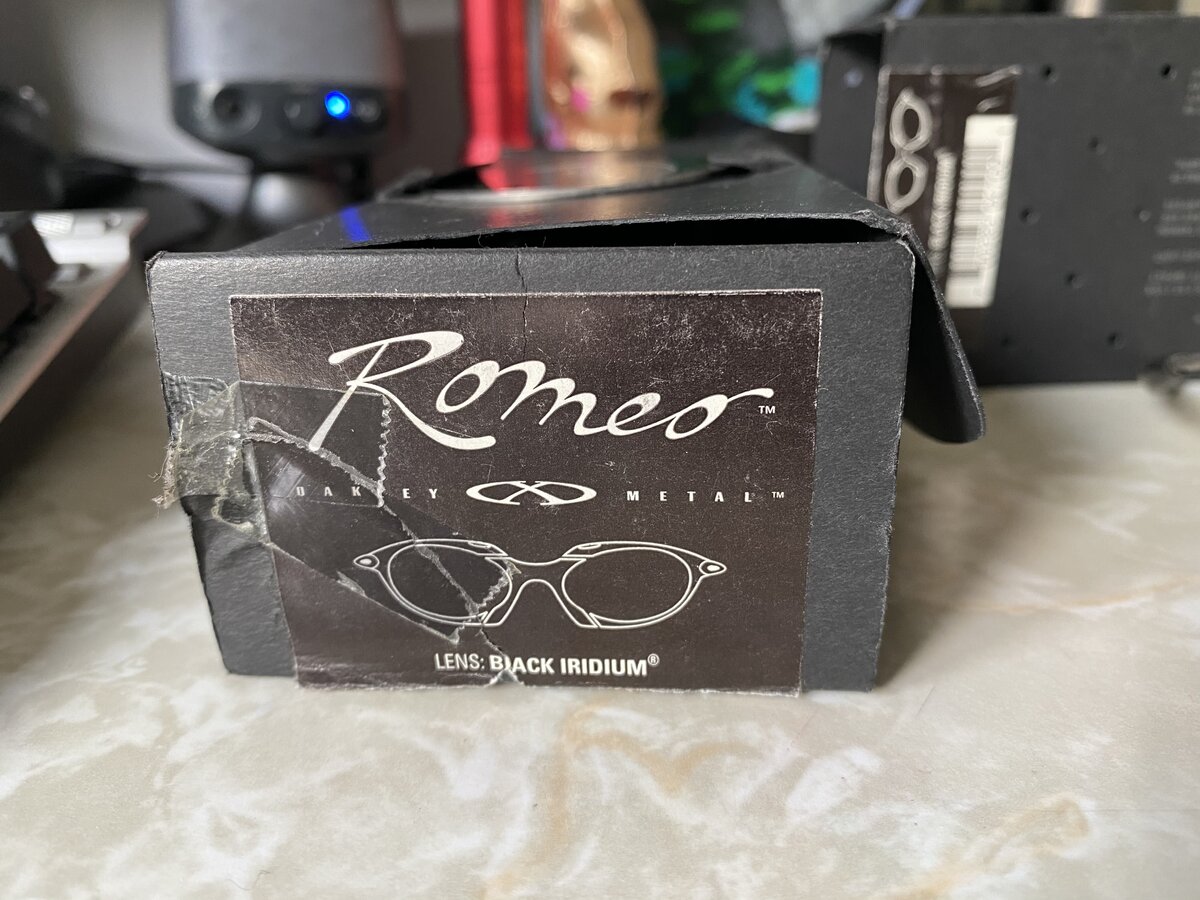 Romeo™
OAKLEY METAL™
LENS: BLACK IRIDIUM®